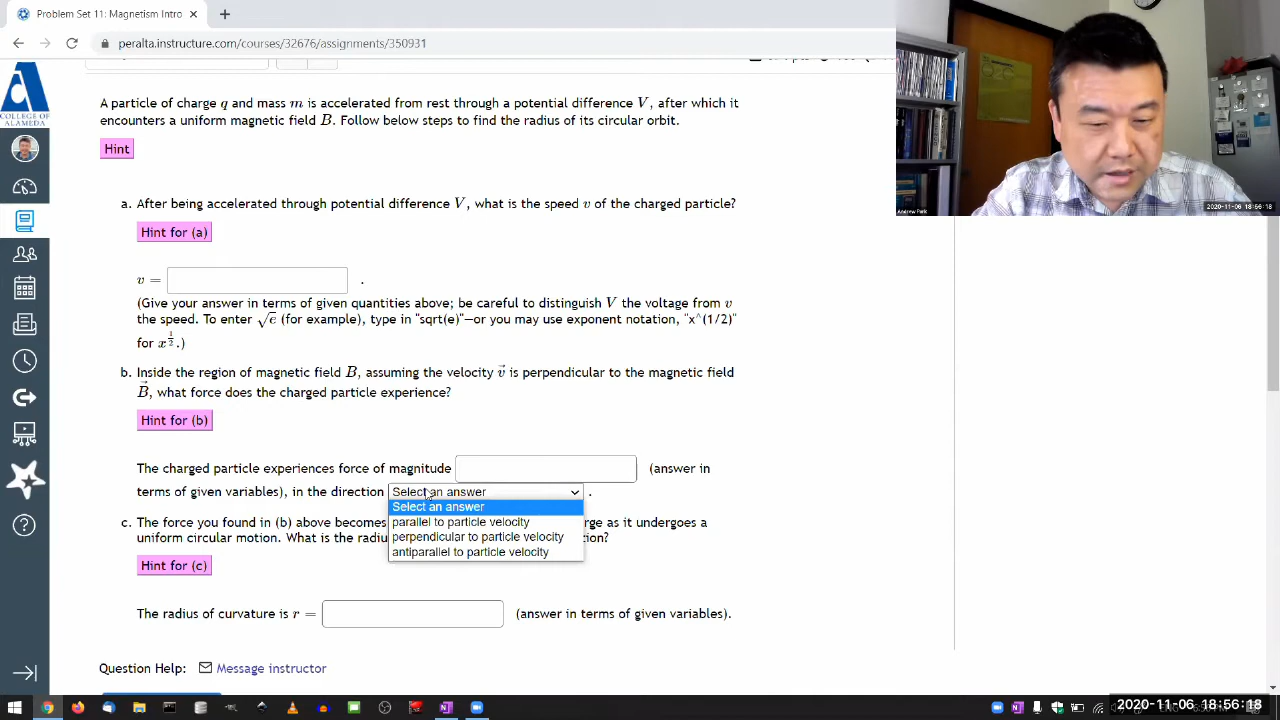 Problem Set 11: Magnetism Intro
peralta.instructure.com/courses/32676/assignments/350931
COLLEGE OF
ALAMEDA
A particle of charge q and mass m is accelerated from rest through a potential difference V, after which it
encounters a uniform magnetic field B. Follow below steps to find the radius of its circular orbit.
Hint
a. After being accelerated through potential difference V, what is the speed v of the charged particle?
Hint for (a)
v = .
(Give your answer in terms of given quantities above; be careful to distinguish V the voltage from v
the speed. To enter √e (for example), type in "sqrt(e)"—or you may use exponent notation, "x^(1/2)"
for x^{1/2}.)
b. Inside the region of magnetic field B, assuming the velocity v⃗ is perpendicular to the magnetic field
B⃗, what force does the charged particle experience?
Hint for (b)
The charged particle experiences force of magnitude (answer in
terms of given variables), in the direction Select an answer .
Select an answer
parallel to particle velocity
perpendicular to particle velocity
antiparallel to particle velocity
c. The force you found in (b) above becomes rge as it undergoes a
uniform circular motion. What is the radiu ion?
Hint for (c)
The radius of curvature is r = (answer in terms of given variables).
Question Help: Message instructor
Andrew Park
2020-11-06 18:56:18
2020-11-06 18:56:18